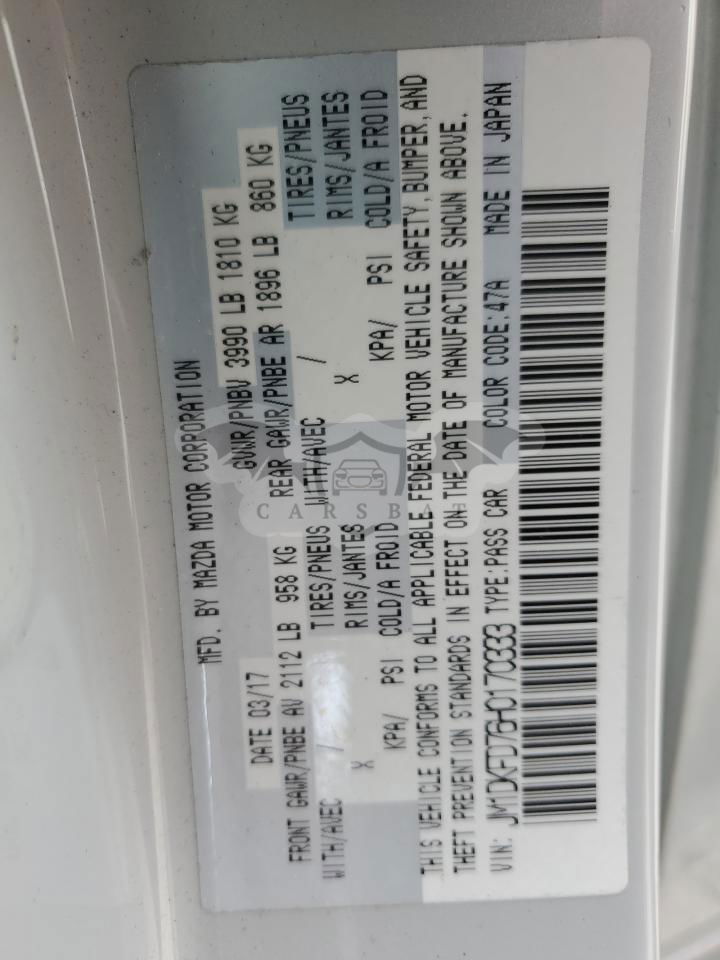 MFD. BY MAZDA MOTOR CORPORATION
DATE 03/17 GVWR/PNBV 3990 LB 1810 KG
FRONT GAWR/PNBE AV 2112 LB 958 KG REAR GAWR/PNBE AR 1896 LB 860 KG
WITH/AVEC / TIRES/PNEUS WITH/AVEC / TIRES/PNEUS
X RIMS/JANTES X RIMS/JANTES
KPA/ PSI COLD/A FROID KPA/ PSI COLD/A FROID
THIS VEHICLE CONFORMS TO ALL APPLICABLE FEDERAL MOTOR VEHICLE SAFETY, BUMPER, AND
THEFT PREVENTION STANDARDS IN EFFECT ON THE DATE OF MANUFACTURE SHOWN ABOVE.
VIN: JM1DKFD76H0170333 TYPE:PASS CAR COLOR CODE:47A MADE IN JAPAN